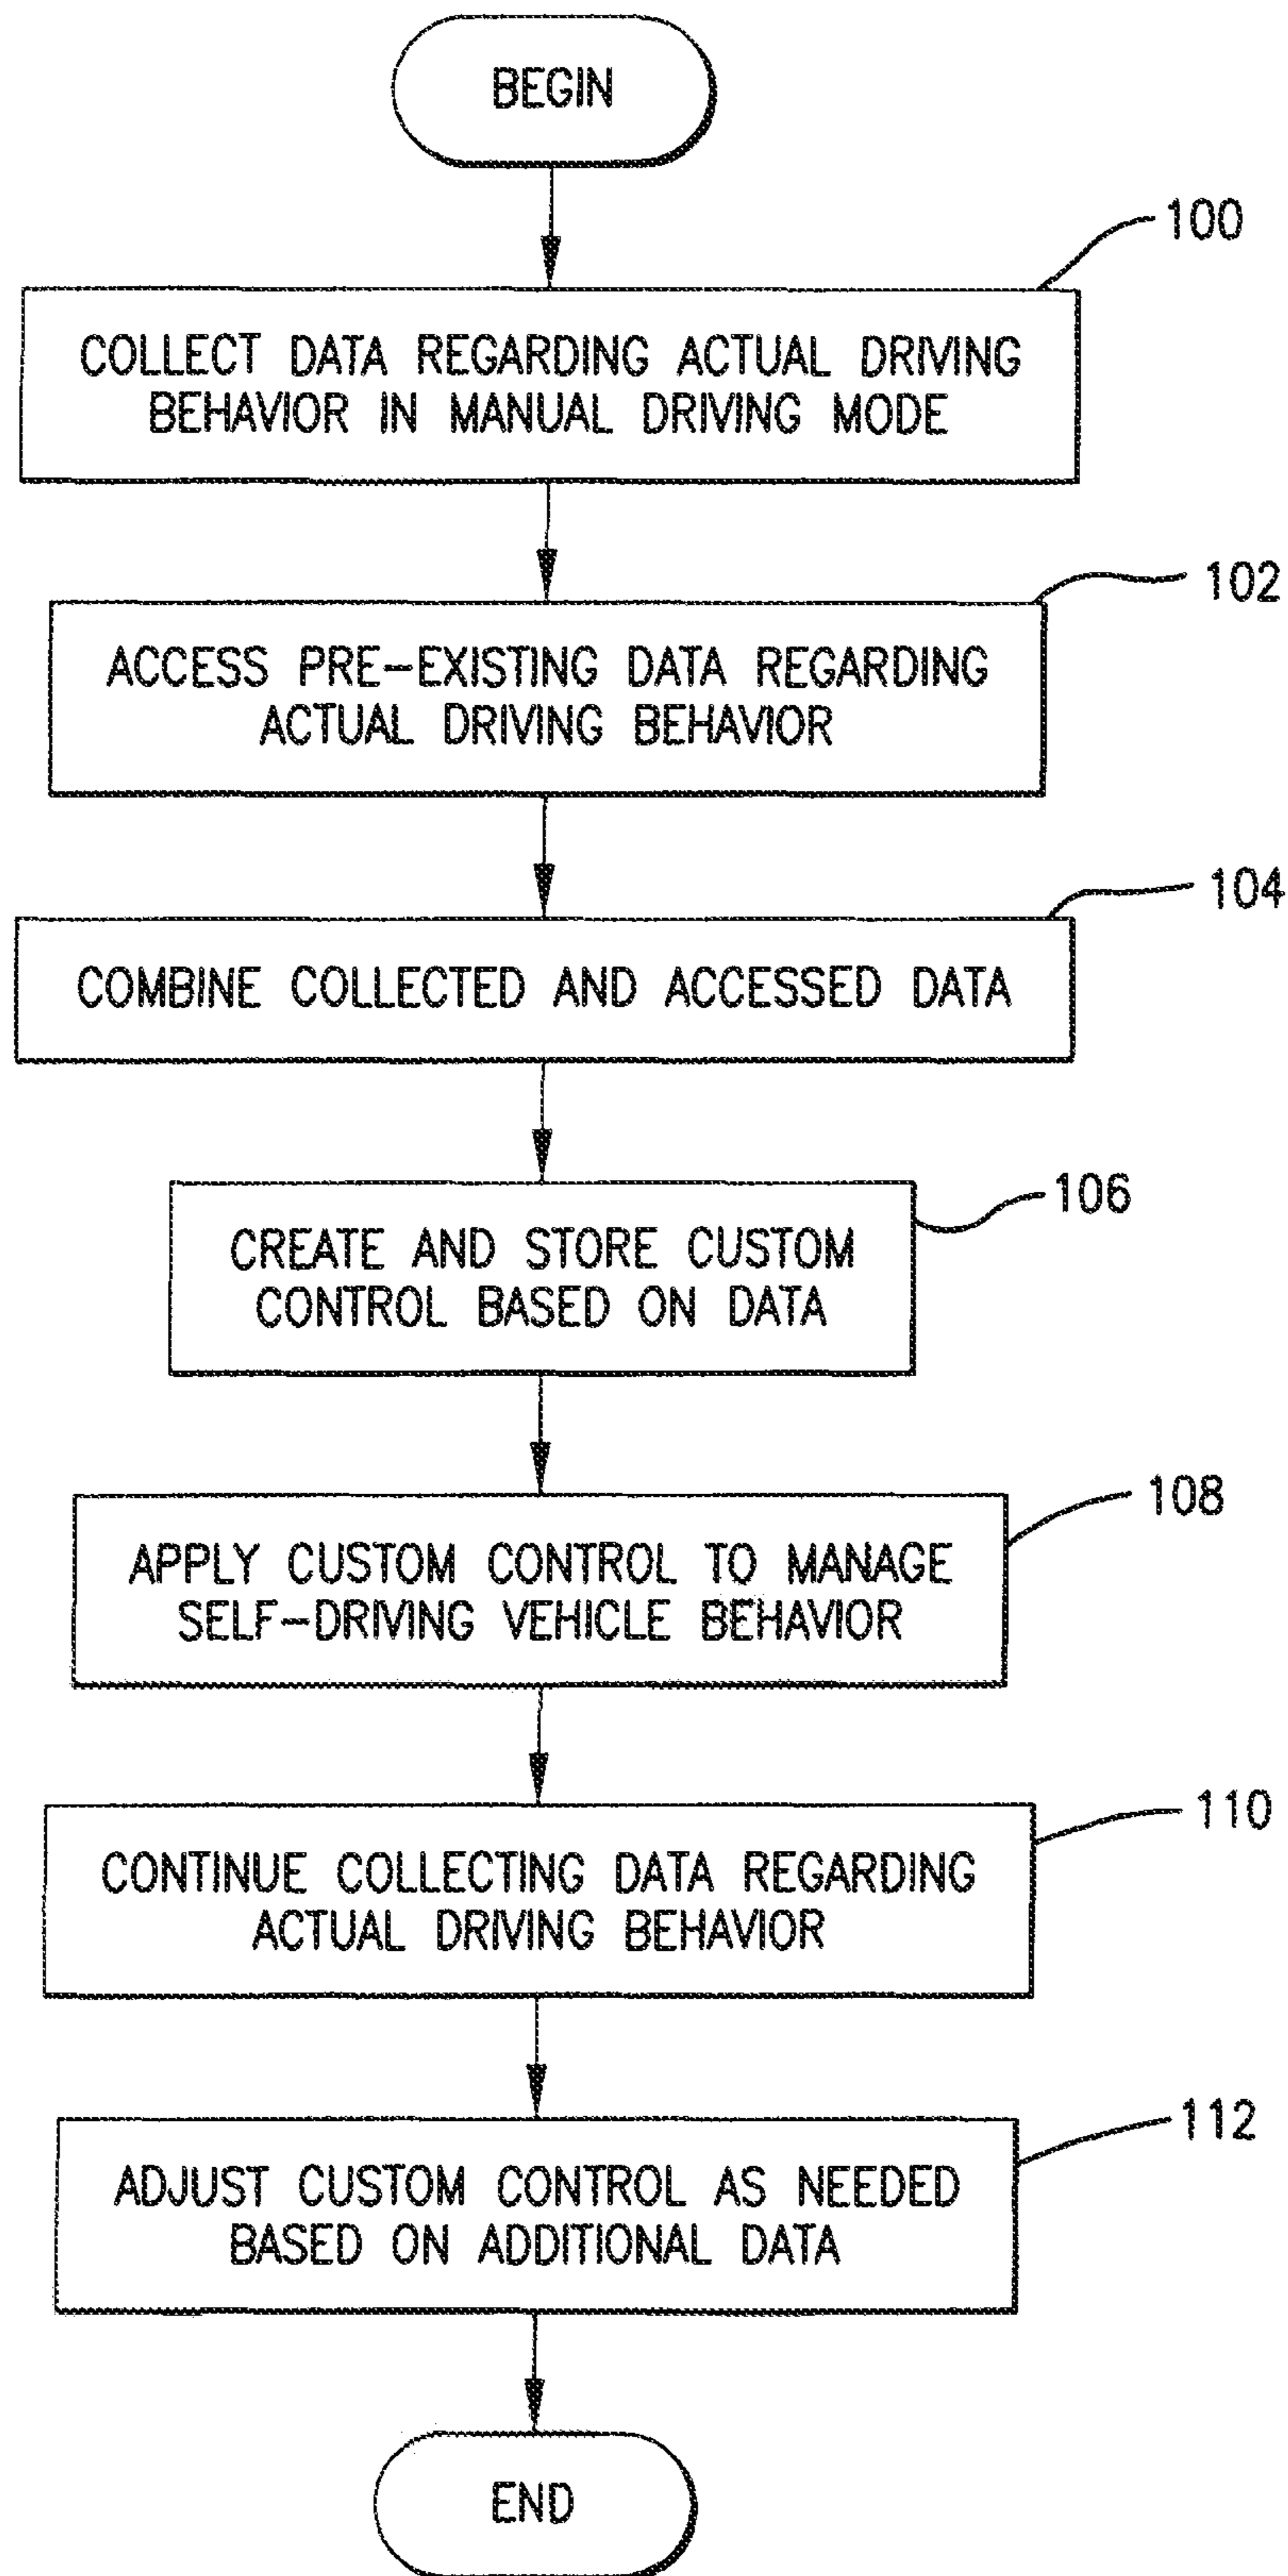 BEGIN
100
COLLECT DATA REGARDING ACTUAL DRIVING
BEHAVIOR IN MANUAL DRIVING MODE
102
ACCESS PRE-EXISTING DATA REGARDING
ACTUAL DRIVING BEHAVIOR
104
COMBINE COLLECTED AND ACCESSED DATA
106
CREATE AND STORE CUSTOM
CONTROL BASED ON DATA
108
APPLY CUSTOM CONTROL TO MANAGE
SELF-DRIVING VEHICLE BEHAVIOR
110
CONTINUE COLLECTING DATA REGARDING
ACTUAL DRIVING BEHAVIOR
112
ADJUST CUSTOM CONTROL AS NEEDED
BASED ON ADDITIONAL DATA
END